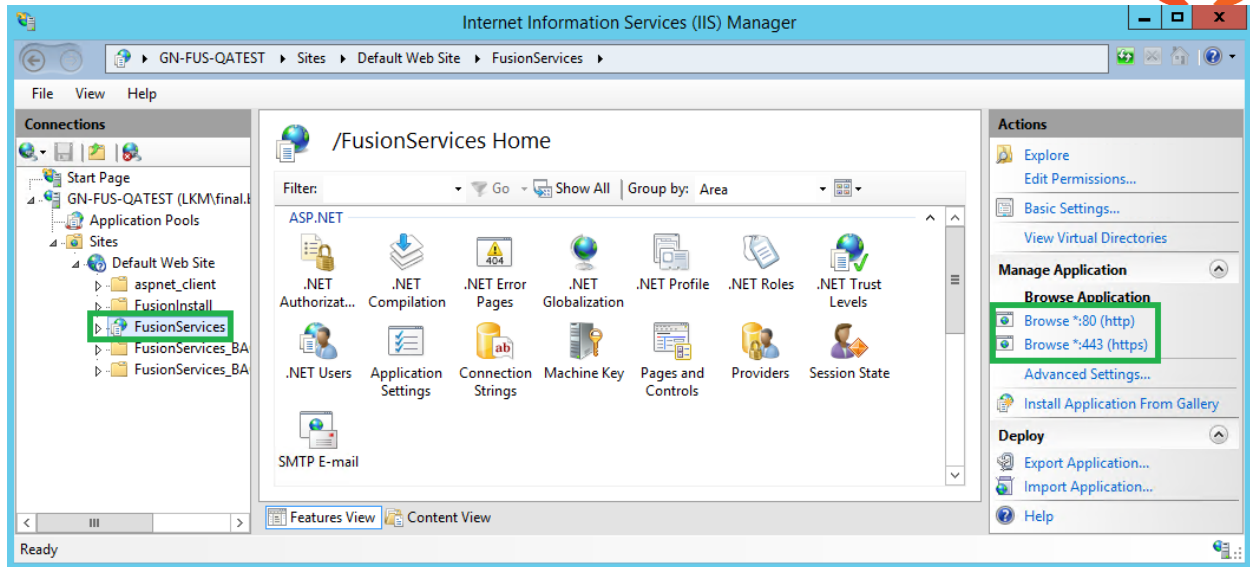 Internet Information Services (IIS) Manager
GN-FUS-QATEST Sites Default Web Site FusionServices
File View Help
Connections
Start Page
GN-FUS-QATEST (LKM\final.
Application Pools
Sites
Default Web Site
aspnet_client
FusionInstall
FusionServices
FusionServices_BA
FusionServices_BA
/FusionServices Home
Filter: Go Show All Group by: Area
ASP.NET
.NET Authorizat...
.NET Compilation
.NET Error Pages
404
.NET Globalization
.NET Profile
.NET Roles
.NET Trust Levels
.NET Users
Application Settings
ab
Connection Strings
Machine Key
Pages and Controls
Providers
Session State
SMTP E-mail
Features View Content View
Actions
Explore
Edit Permissions...
Basic Settings...
View Virtual Directories
Manage Application
Browse Application
Browse *:80 (http)
Browse *:443 (https)
Advanced Settings...
Install Application From Gallery
Deploy
Export Application...
Import Application...
Help
Ready